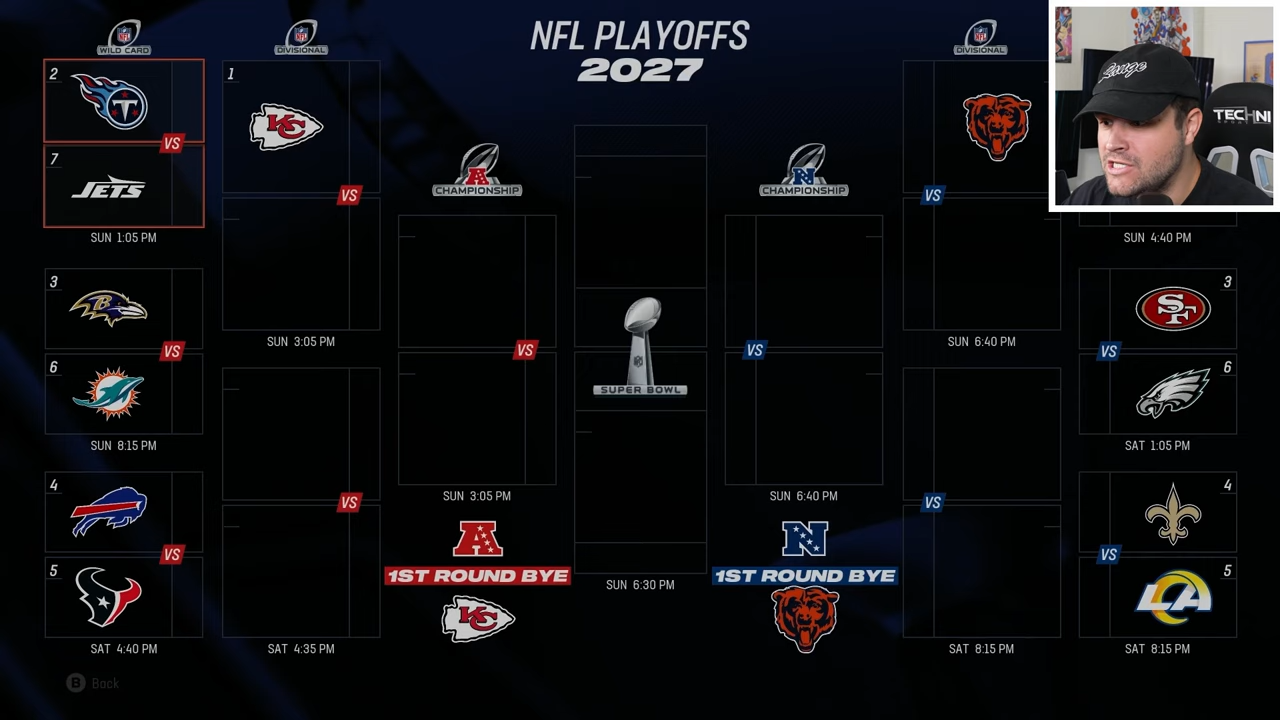 NFL PLAYOFFS
2027
WILD CARD
DIVISIONAL
DIVISIONAL
2
VS
7
JETS
SUN 1:05 PM
3
VS
6
SUN 8:15 PM
4
VS
5
SAT 4:40 PM
1
KC
VS
SUN 3:05 PM
VS
SAT 4:35 PM
A
CHAMPIONSHIP
VS
SUN 3:05 PM
A
1ST ROUND BYE
KC
SUPER BOWL
SUN 6:30 PM
N
CHAMPIONSHIP
VS
SUN 6:40 PM
N
1ST ROUND BYE
VS
SUN 6:40 PM
VS
SAT 8:15 PM
SUN 4:40 PM
3
SF
VS
6
SAT 1:05 PM
4
VS
5
LA
SAT 8:15 PM
B Back
TECHNI